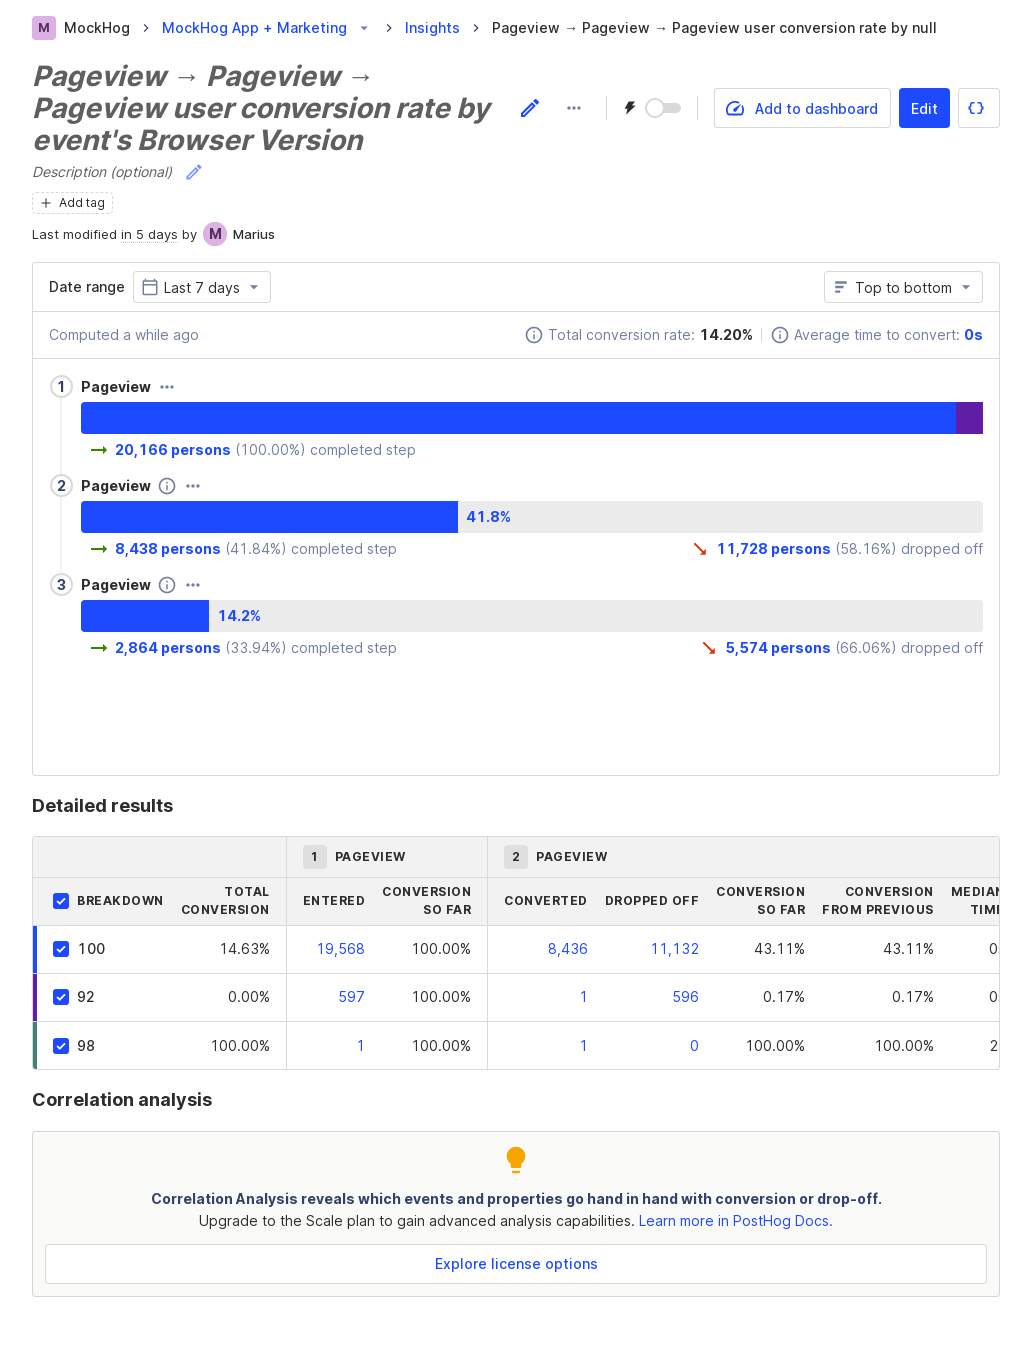 M MockHog MockHog App + Marketing Insights Pageview → Pageview → Pageview user conversion rate by null
Pageview → Pageview →
Pageview user conversion rate by
event's Browser Version
Add to dashboard Edit {}
Description (optional)
Add tag
Last modified in 5 days by M Marius
Date range Last 7 days Top to bottom
Computed a while ago Total conversion rate: 14.20% Average time to convert: 0s
1 Pageview
20,166 persons (100.00%) completed step
2 Pageview
41.8%
8,438 persons (41.84%) completed step 11,728 persons (58.16%) dropped off
3 Pageview
14.2%
2,864 persons (33.94%) completed step 5,574 persons (66.06%) dropped off
Detailed results
1 PAGEVIEW 2 PAGEVIEW
BREAKDOWN TOTAL CONVERSION ENTERED CONVERSION SO FAR CONVERTED DROPPED OFF CONVERSION SO FAR CONVERSION FROM PREVIOUS MEDIAN
100 14.63% 19,568 100.00% 8,436 11,132 43.11% 43.11%
92 0.00% 597 100.00% 1 596 0.17% 0.17%
98 100.00% 1 100.00% 1 0 100.00% 100.00%
Correlation analysis
Correlation Analysis reveals which events and properties go hand in hand with conversion or drop-off.
Upgrade to the Scale plan to gain advanced analysis capabilities. Learn more in PostHog Docs.
Explore license options